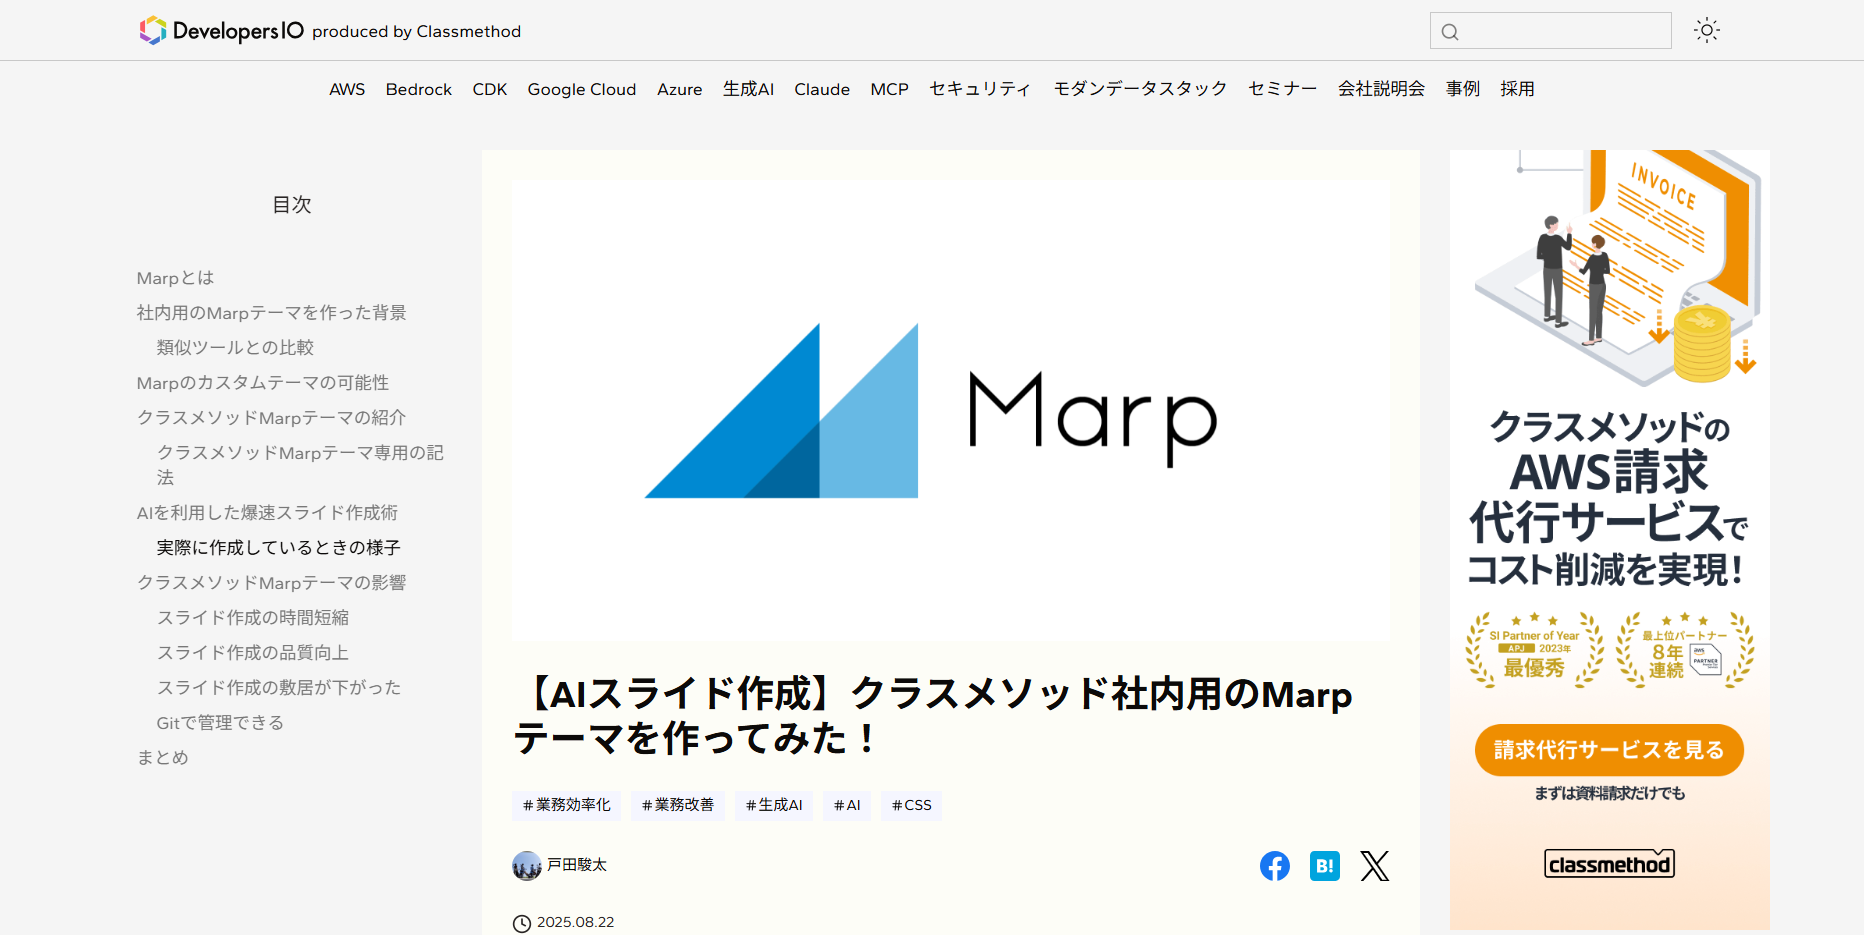 DevelopersIO produced by Classmethod
AWS Bedrock CDK Google Cloud Azure 生成AI Claude MCP セキュリティ モダンデータスタック セミナー 会社説明会 事例 採用
目次
Marpとは
社内用のMarpテーマを作った背景
類似ツールとの比較
Marpのカスタムテーマの可能性
クラスメソッドMarpテーマの紹介
クラスメソッドMarpテーマ専用の記
法
AIを利用した爆速スライド作成術
実際に作成しているときの様子
クラスメソッドMarpテーマの影響
スライド作成の時間短縮
スライド作成の品質向上
スライド作成の敷居が下がった
Gitで管理できる
まとめ
Marp
【AIスライド作成】クラスメソッド社内用のMarp
テーマを作ってみた！
#業務効率化 #業務改善 #生成AI #AI #CSS
戸田駿太
B!
2025.08.22
INVOICE
クラスメソッドの
AWS請求
代行サービスで
コスト削減を実現!
SI Partner of Year
APJ 2023年
最優秀
最上位パートナー
8年
連続
aws
PARTNER
請求代行サービスを見る
まずは資料請求だけでも
classmethod